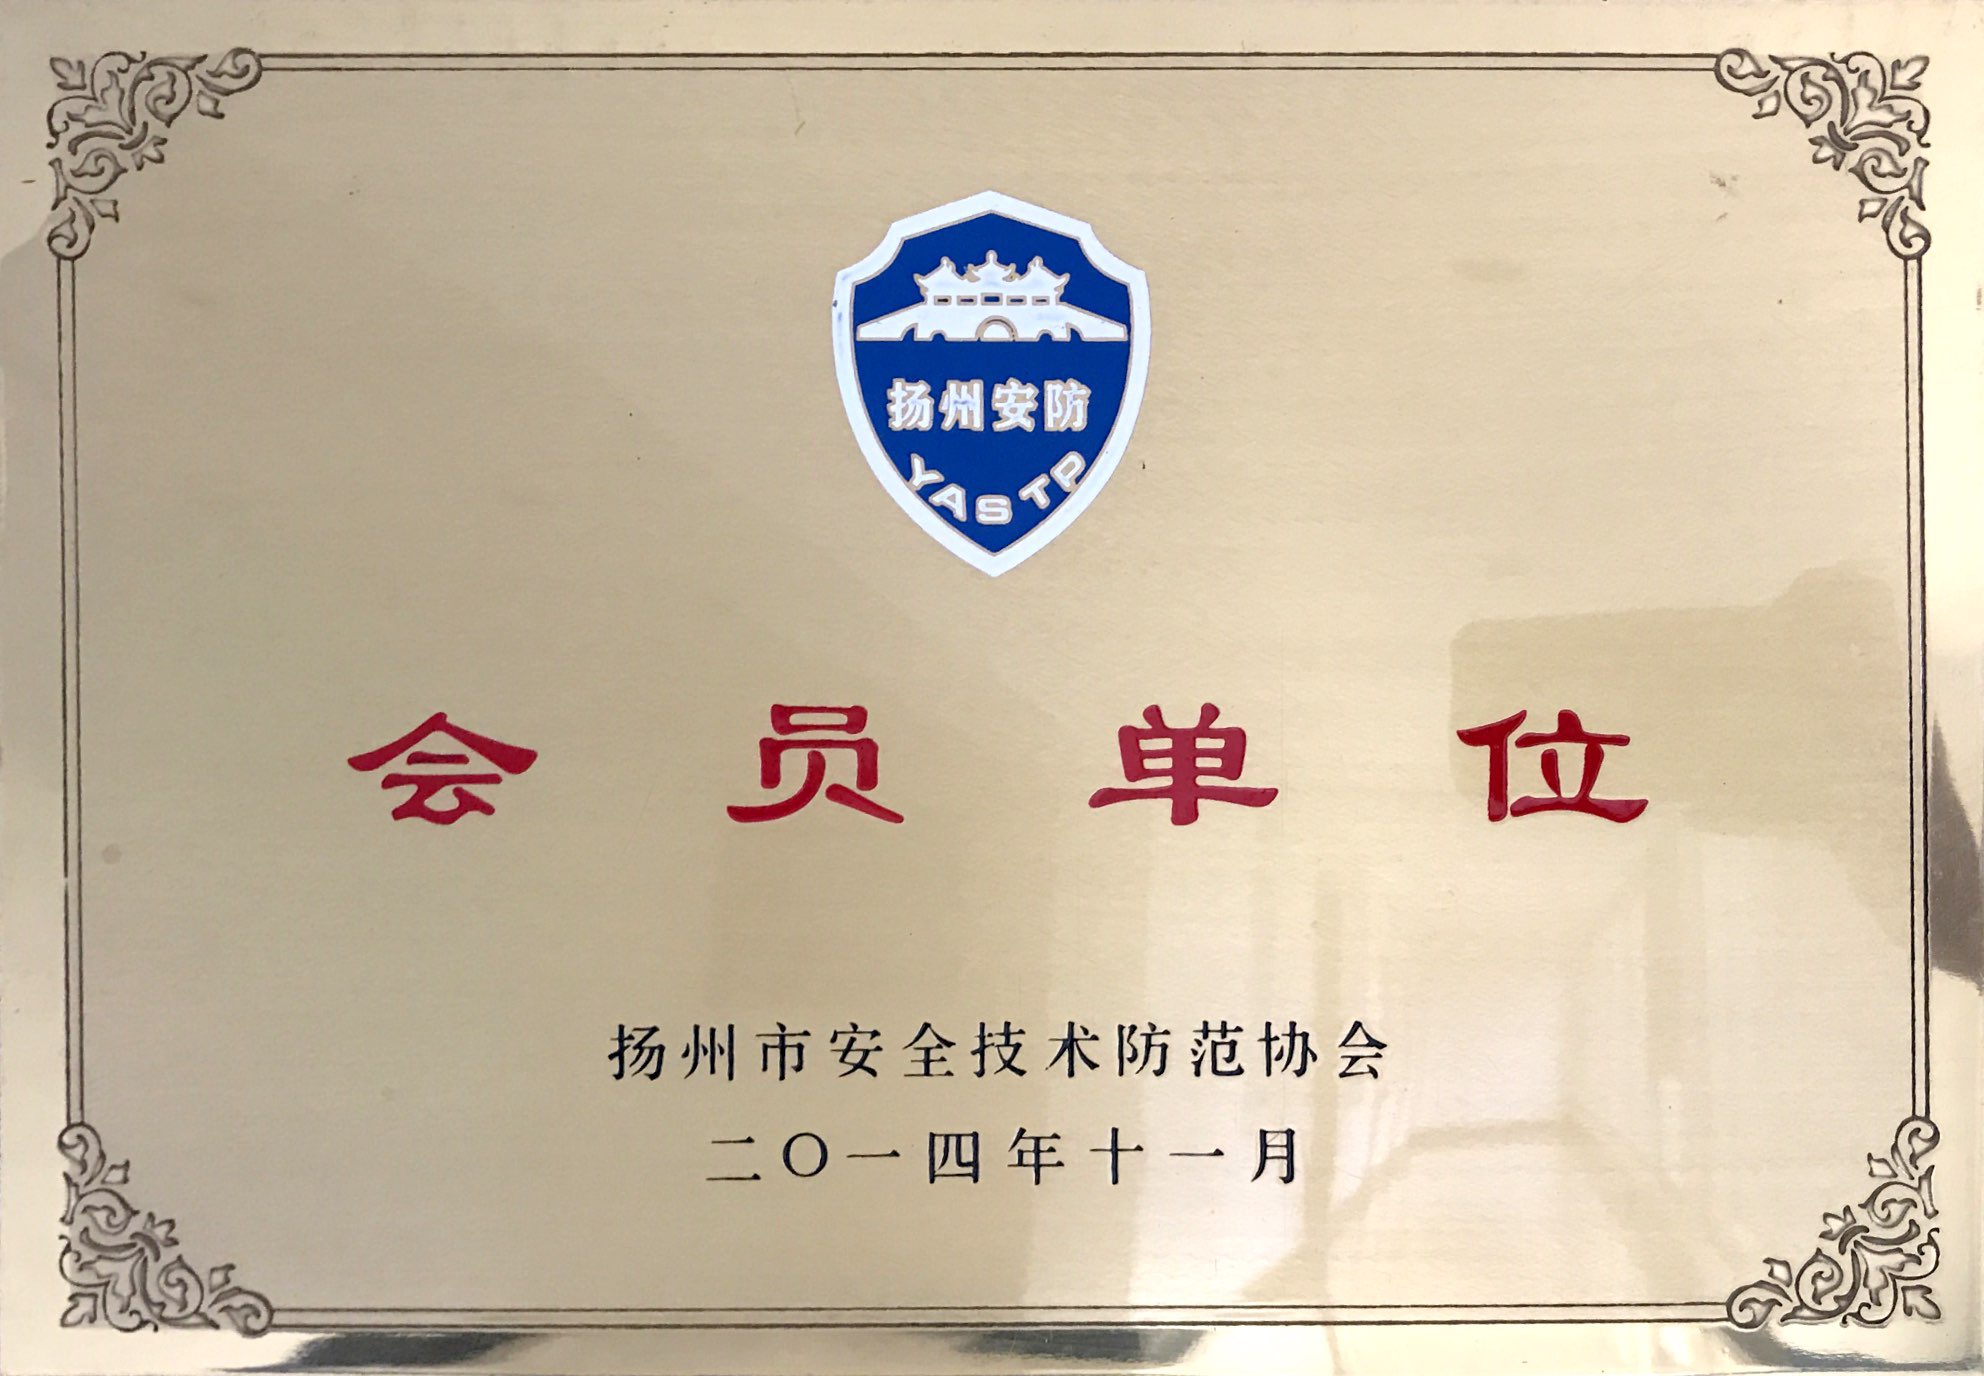 扬州安防
YASTP
会员单位
扬州市安全技术防范协会
二〇一四年十一月